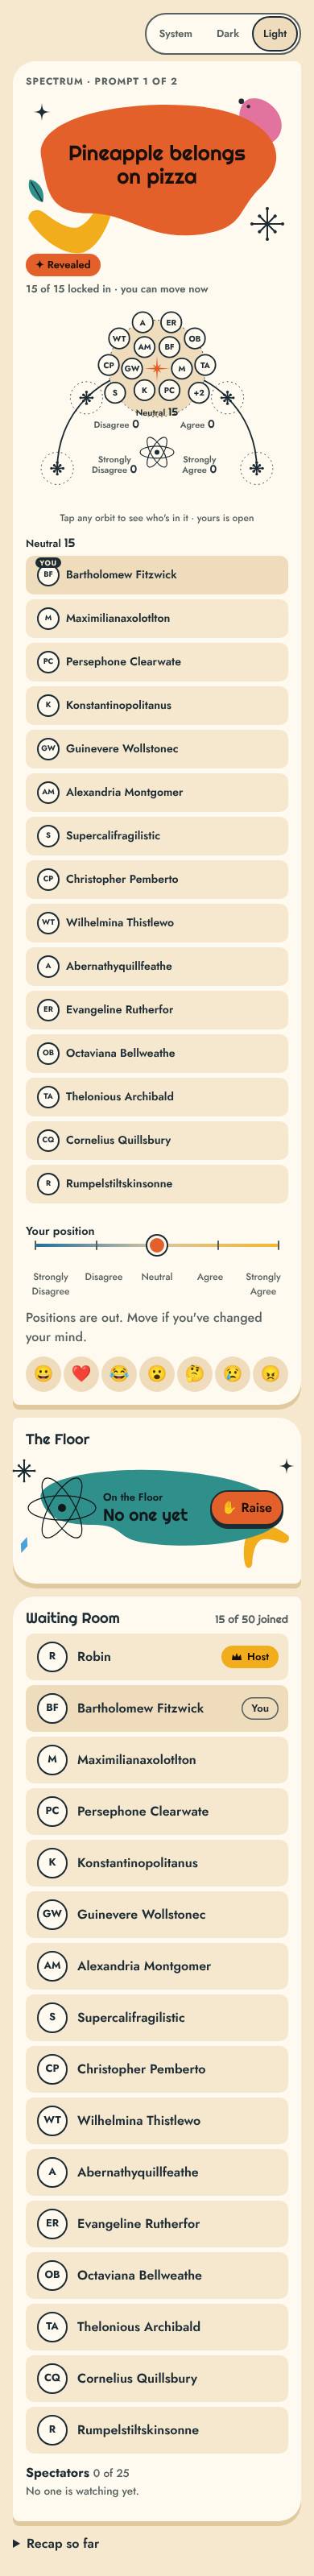 System Dark Light
SPECTRUM · PROMPT 1 OF 2
Pineapple belongs
on pizza
Revealed
15 of 15 locked in · you can move now
A ER
WT AM BF OB
CP GW M TA
S K PC +2
Neutral 15
Disagree 0 Agree 0
Strongly Disagree 0
Strongly Agree 0
Tap any orbit to see who's in it · yours is open
Neutral 15
YOU
BF Bartholomew Fitzwick
M Maximilianaxolotlton
PC Persephone Clearwate
K Konstantinopolitanus
GW Guinevere Wollstonec
AM Alexandria Montgomer
S Supercalifragilistic
CP Christopher Pemberto
WT Wilhelmina Thistlewo
A Abernathyquillfeathe
ER Evangeline Rutherfor
OB Octaviana Bellweathe
TA Thelonious Archibald
CQ Cornelius Quillsbury
R Rumpelstiltskinsonne
Your position
Strongly Disagree Disagree Neutral Agree Strongly Agree
Positions are out. Move if you've changed
your mind.
The Floor
On the Floor
No one yet
Raise
Waiting Room 15 of 50 joined
R Robin Host
BF Bartholomew Fitzwick You
M Maximilianaxolotlton
PC Persephone Clearwate
K Konstantinopolitanus
GW Guinevere Wollstonec
AM Alexandria Montgomer
S Supercalifragilistic
CP Christopher Pemberto
WT Wilhelmina Thistlewo
A Abernathyquillfeathe
ER Evangeline Rutherfor
OB Octaviana Bellweathe
TA Thelonious Archibald
CQ Cornelius Quillsbury
R Rumpelstiltskinsonne
Spectators 0 of 25
No one is watching yet.
Recap so far